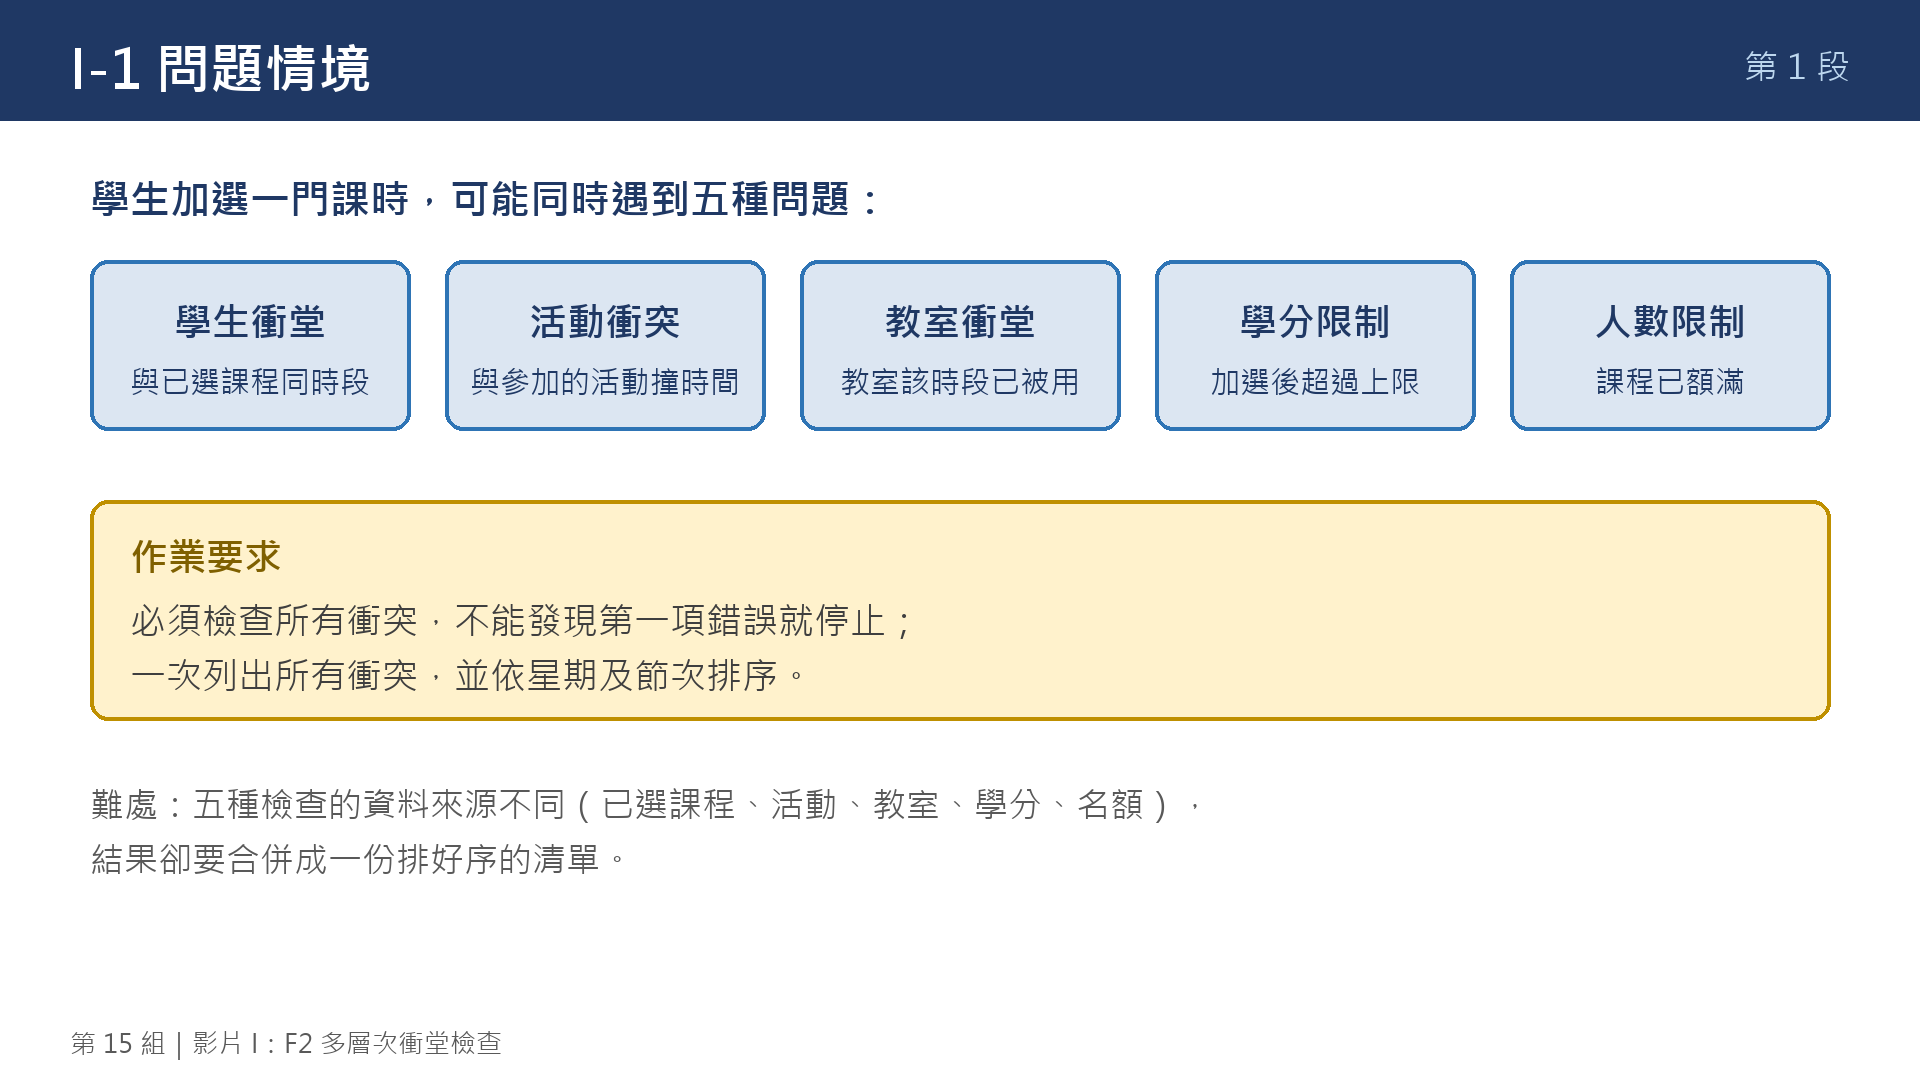 I-1 問題情境
第 1 段
學生加選一門課時，可能同時遇到五種問題：
學生衝堂
與已選課程同時段
活動衝突
與參加的活動撞時間
教室衝堂
教室該時段已被用
學分限制
加選後超過上限
人數限制
課程已額滿
作業要求
必須檢查所有衝突，不能發現第一項錯誤就停止；
一次列出所有衝突，並依星期及節次排序。
難處：五種檢查的資料來源不同（已選課程、活動、教室、學分、名額），
結果卻要合併成一份排好序的清單。
第 15 組｜影片 I：F2 多層次衝堂檢查